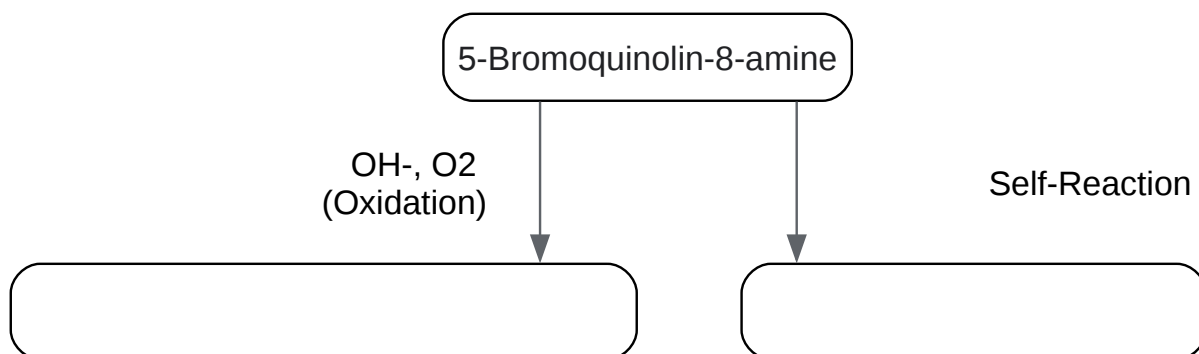 5-Bromoquinolin-8-amine
OH-, O2
(Oxidation)
Self-Reaction